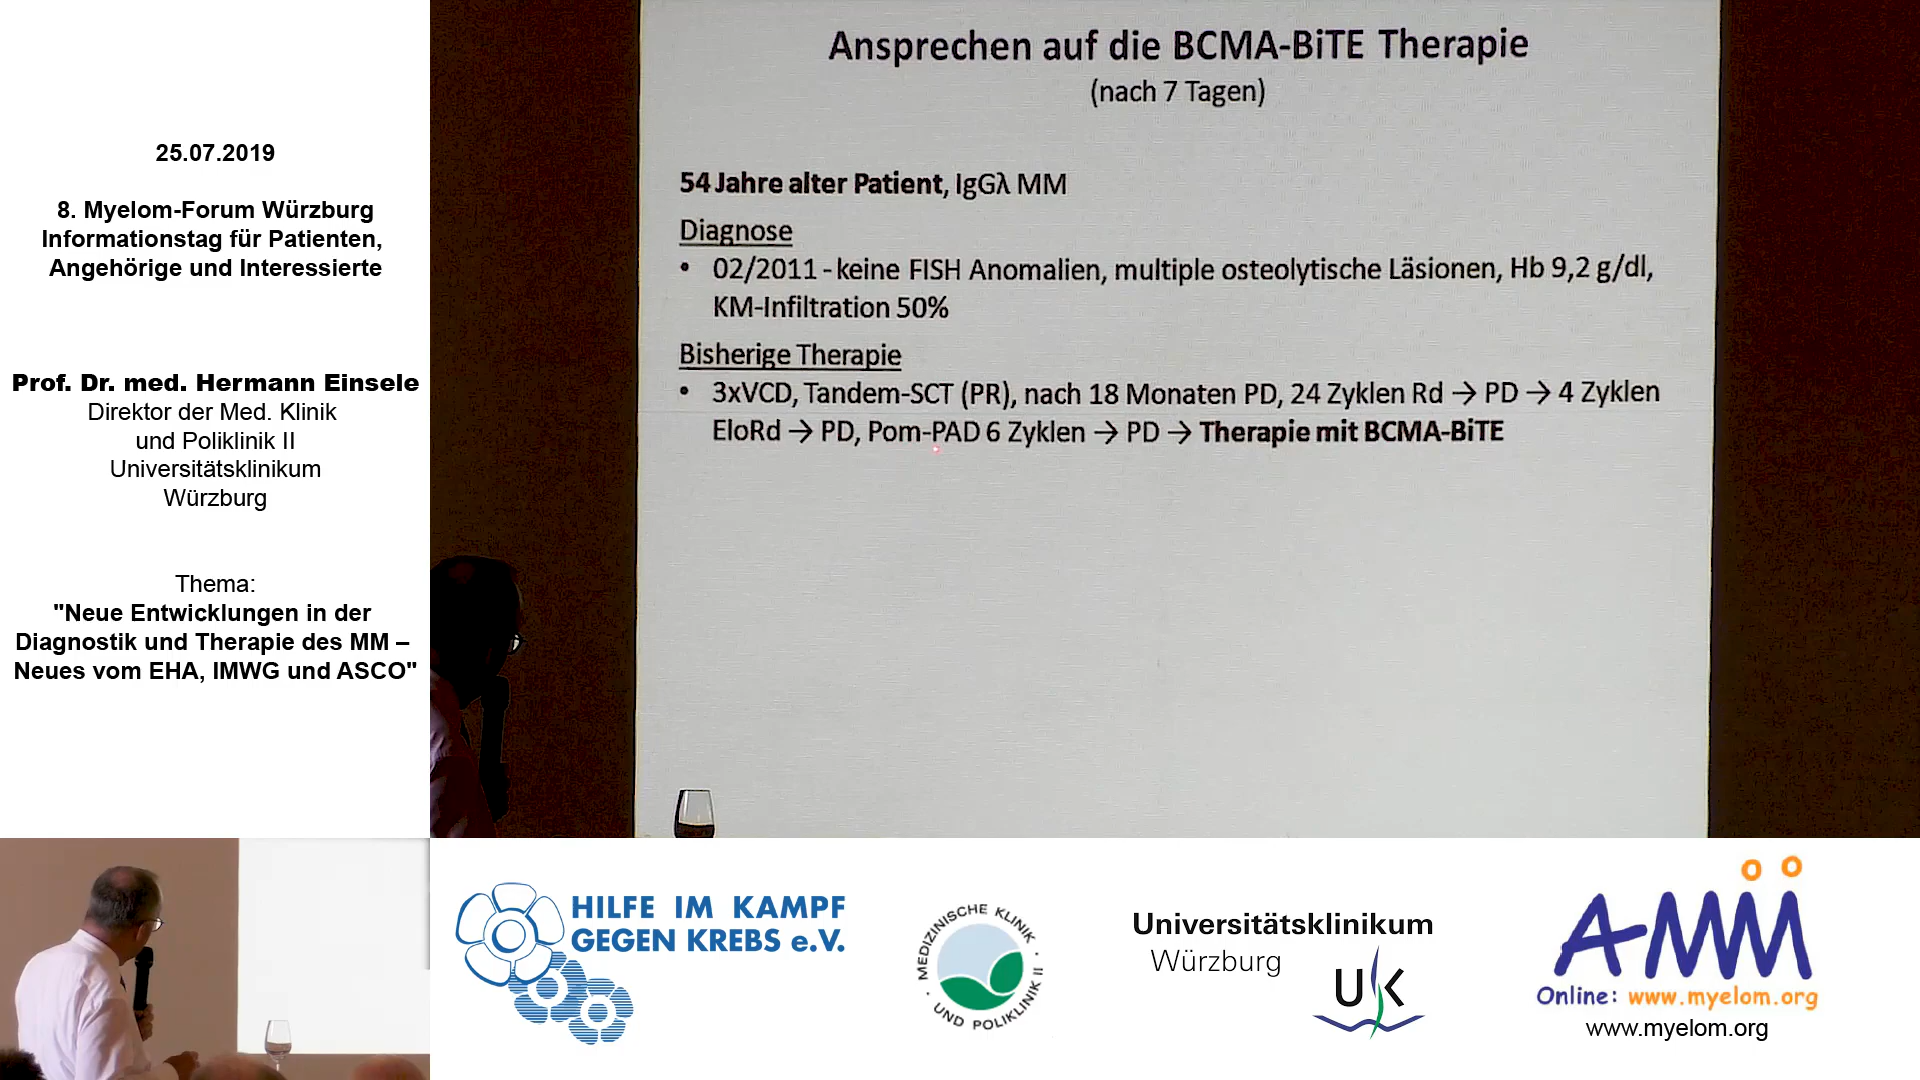 25.07.2019
8. Myelom-Forum Würzburg
Informationstag für Patienten,
Angehörige und Interessierte
Prof. Dr. med. Hermann Einsele
Direktor der Med. Klinik
und Poliklinik II
Universitätsklinikum
Würzburg
Thema:
"Neue Entwicklungen in der
Diagnostik und Therapie des MM –
Neues vom EHA, IMWG und ASCO"
Ansprechen auf die BCMA-BiTE Therapie
(nach 7 Tagen)
54 Jahre alter Patient, IgGλ MM
Diagnose
• 02/2011 - keine FISH Anomalien, multiple osteolytische Läsionen, Hb 9,2 g/dl,
KM-Infiltration 50%
Bisherige Therapie
• 3xVCD, Tandem-SCT (PR), nach 18 Monaten PD, 24 Zyklen Rd → PD → 4 Zyklen
EloRd → PD, Pom-PAD 6 Zyklen → PD → Therapie mit BCMA-BiTE
HILFE IM KAMPF
GEGEN KREBS e.V.
MEDIZINISCHE KLINIK
UND POLIKLINIK II
Universitätsklinikum
Würzburg
UK
AMM
Online: www.myelom.org
www.myelom.org